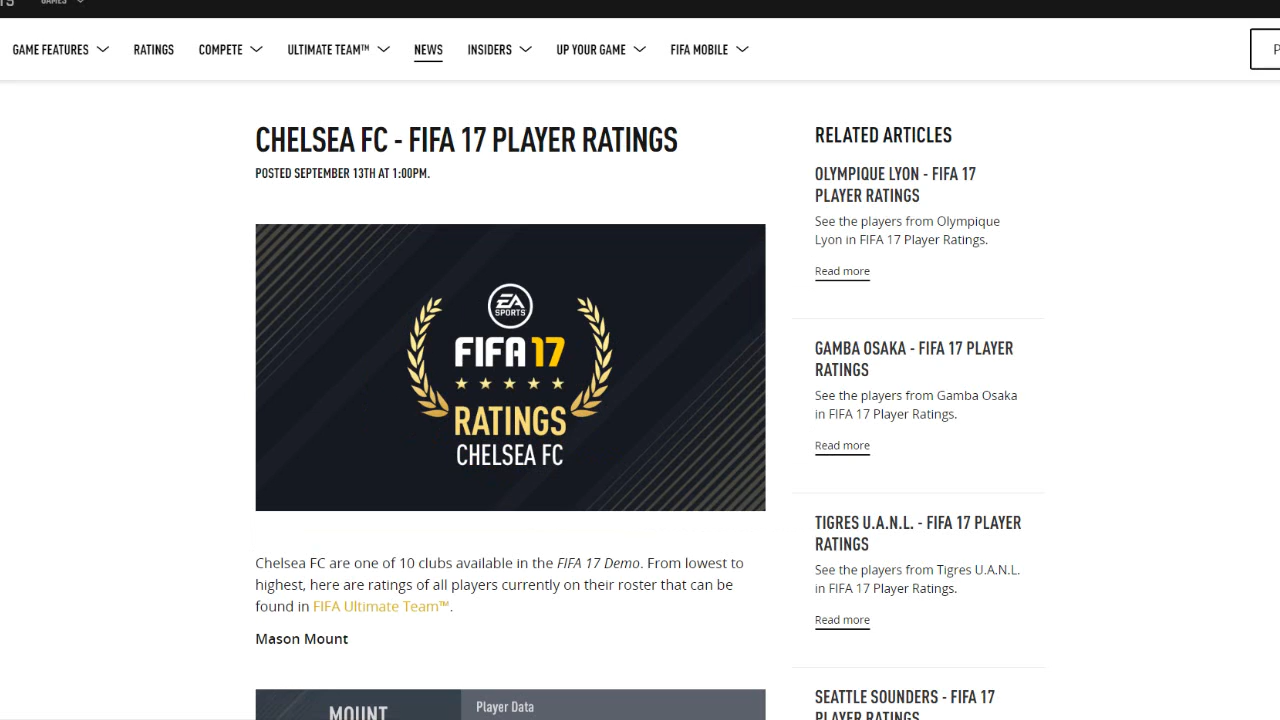 GAMES
GAME FEATURES
RATINGS
COMPETE
ULTIMATE TEAM™
NEWS
INSIDERS
UP YOUR GAME
FIFA MOBILE
CHELSEA FC - FIFA 17 PLAYER RATINGS
POSTED SEPTEMBER 13TH AT 1:00PM.
EA
SPORTS
FIFA 17
RATINGS
CHELSEA FC
Chelsea FC are one of 10 clubs available in the FIFA 17 Demo. From lowest to
highest, here are ratings of all players currently on their roster that can be
found in FIFA Ultimate Team™.
Mason Mount
MOUNT
Player Data
RELATED ARTICLES
OLYMPIQUE LYON - FIFA 17
PLAYER RATINGS
See the players from Olympique
Lyon in FIFA 17 Player Ratings.
Read more
GAMBA OSAKA - FIFA 17 PLAYER
RATINGS
See the players from Gamba Osaka
in FIFA 17 Player Ratings.
Read more
TIGRES U.A.N.L. - FIFA 17 PLAYER
RATINGS
See the players from Tigres U.A.N.L.
in FIFA 17 Player Ratings.
Read more
SEATTLE SOUNDERS - FIFA 17
PLAYER RATINGS